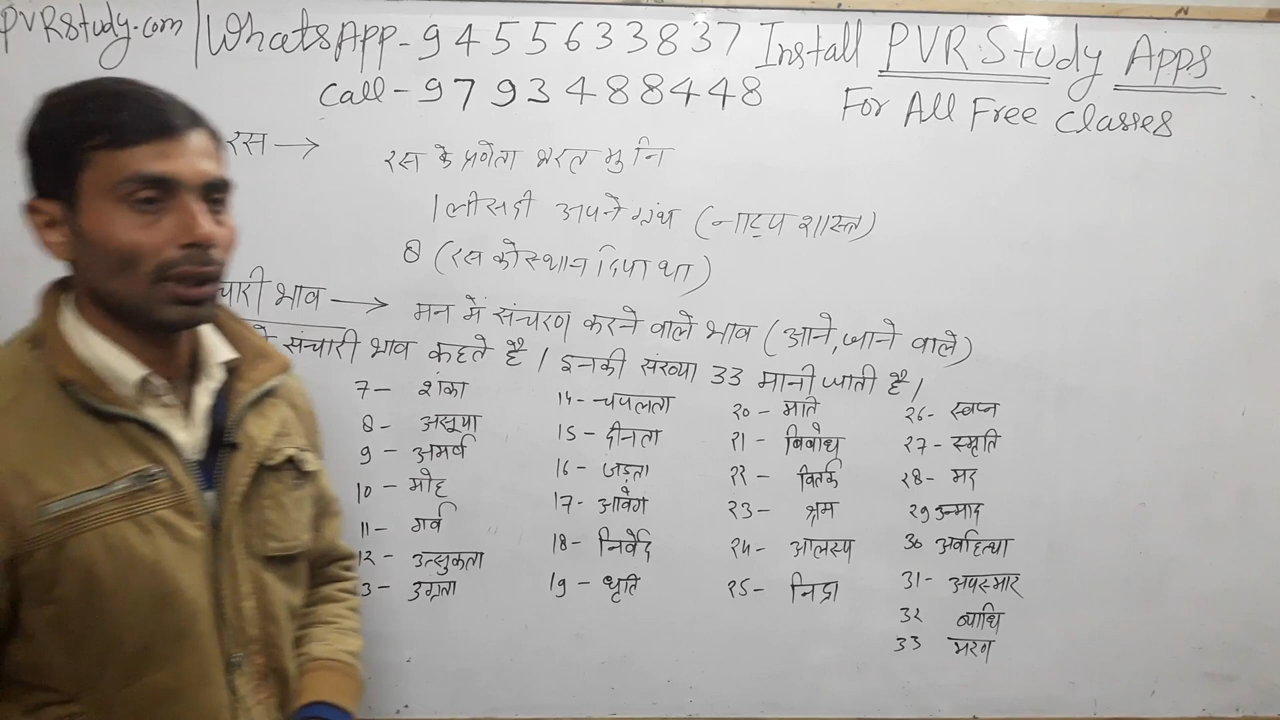 PVRStudy.com | WhatsApp - 9455633837 Install PVR Study Apps
Call - 9793488448 For All Free Classes
रस →
रस के प्रणेता भरत मुनि
1ली सदी अपने ग्रंथ (नाट्य शास्त्र)
8 (रस को स्थान दिया था)
चारी भाव → मन में संचरण करने वाले भाव (आने, जाने वाले)
संचारी भाव कहते है / इनकी संख्या 33 मानी जाती है /
7 - शंका
8 - असूया
9 - अमर्ष
10 - मोह
11 - गर्व
12 - उत्सुकता
3 - उग्रता
14 - चपलता
15 - दीनता
16 - जड़ता
17 - आवेग
18 - निर्वेद
19 - धृति
20 - मति
21 - विबोध
22 - वितर्क
23 - श्रम
24 - आलस्य
25 - निद्रा
26 - स्वप्न
27 - स्मृति
28 - मद
29 उन्माद
30 अवहित्था
31 - अपस्मार
32 व्याधि
33 मरण